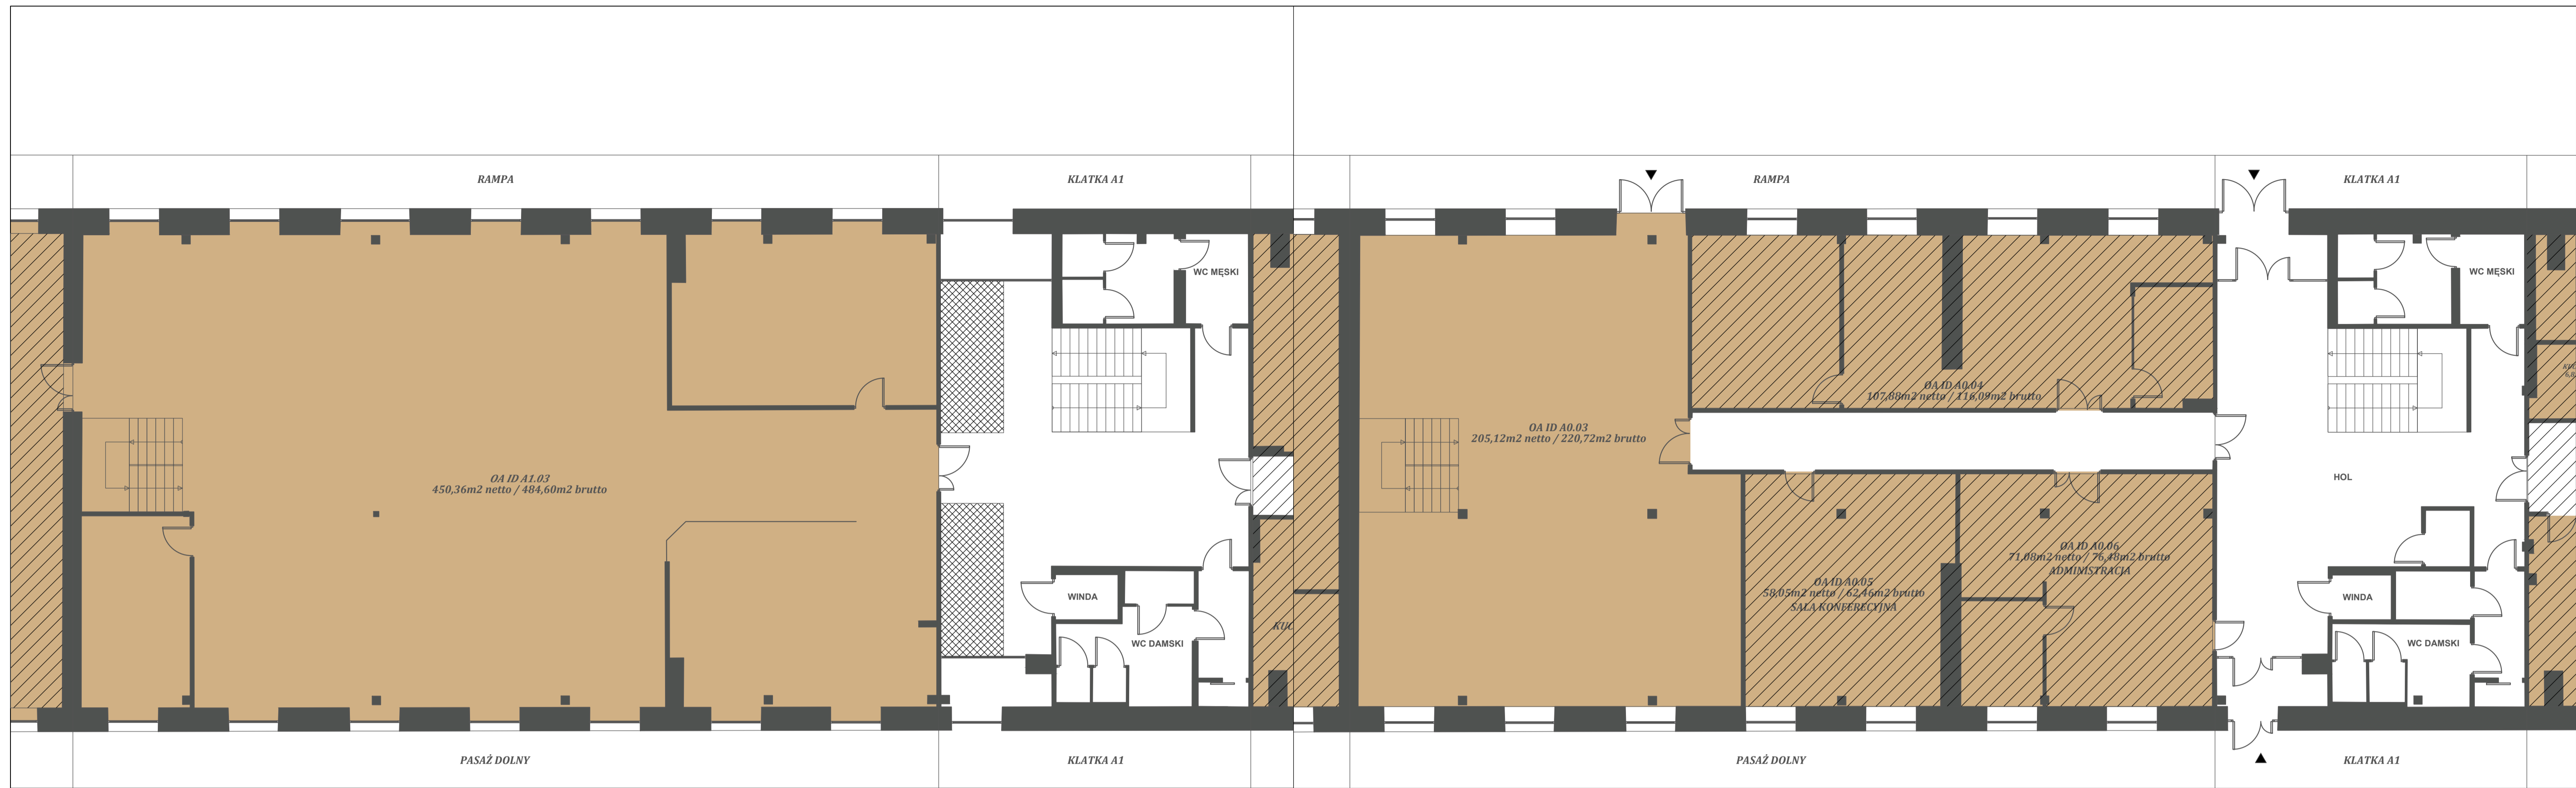 RAMPA
KLATKA A1
WC MĘSKI
OA ID A1.03
450,36m2 netto / 484,60m2 brutto
WINDA
WC DAMSKI
KUC
PASAŻ DOLNY
KLATKA A1
RAMPA
KLATKA A1
WC MĘSKI
OA ID A0.04
107,88m2 netto / 116,09m2 brutto
OA ID A0.03
205,12m2 netto / 220,72m2 brutto
HOL
OA ID A0.06
71,08m2 netto / 76,48m2 brutto
ADMINISTRACJA
OA ID A0.05
58,05m2 netto / 62,46m2 brutto
SALA KONFERECYJNA
WINDA
WC DAMSKI
PASAŻ DOLNY
KLATKA A1